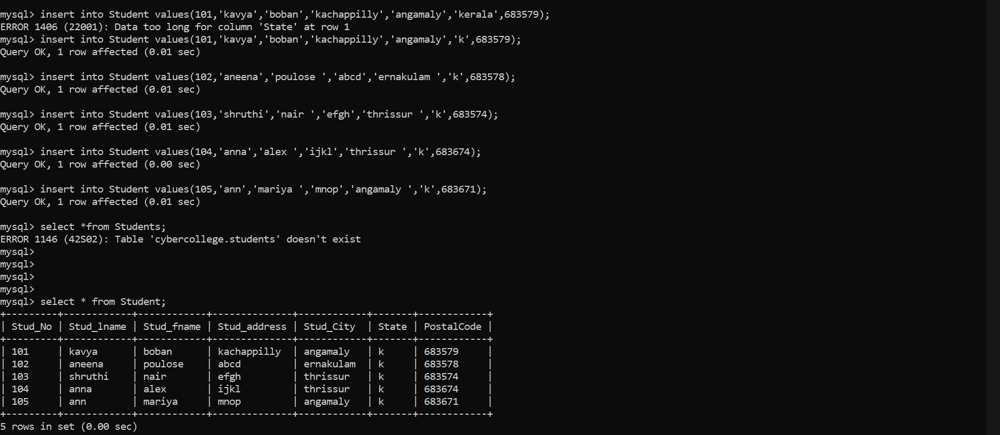 mysql> insert into Student values(101,'kavya','boban','kachappilly','angamaly','kerala',683579);
ERROR 1406 (22001): Data too long for column 'State' at row 1
mysql> insert into Student values(101,'kavya','boban','kachappilly','angamaly','k',683579);
Query OK, 1 row affected (0.01 sec)
mysql> insert into Student values(102,'aneena','poulose ','abcd','ernakulam ','k',683578);
Query OK, 1 row affected (0.01 sec)
mysql> insert into Student values(103,'shruthi','nair ','efgh','thrissur ','k',683574);
Query OK, 1 row affected (0.01 sec)
mysql> insert into Student values(104,'anna','alex ','ijkl','thrissur ','k',683674);
Query OK, 1 row affected (0.00 sec)
mysql> insert into Student values(105,'ann','mariya ','mnop','angamaly ','k',683671);
Query OK, 1 row affected (0.01 sec)
mysql> select *from Students;
ERROR 1146 (42S02): Table 'cybercollege.students' doesn't exist
mysql>
mysql>
mysql>
mysql>
mysql> select * from Student;
+---------+------------+------------+--------------+------------+-------+------------+
| Stud_No | Stud_lname | Stud_fname | Stud_address | Stud_City  | State | PostalCode |
+---------+------------+------------+--------------+------------+-------+------------+
| 101     | kavya      | boban      | kachappilly  | angamaly   | k     | 683579     |
| 102     | aneena     | poulose    | abcd         | ernakulam  | k     | 683578     |
| 103     | shruthi    | nair       | efgh         | thrissur   | k     | 683574     |
| 104     | anna       | alex       | ijkl         | thrissur   | k     | 683674     |
| 105     | ann        | mariya     | mnop         | angamaly   | k     | 683671     |
+---------+------------+------------+--------------+------------+-------+------------+
5 rows in set (0.00 sec)